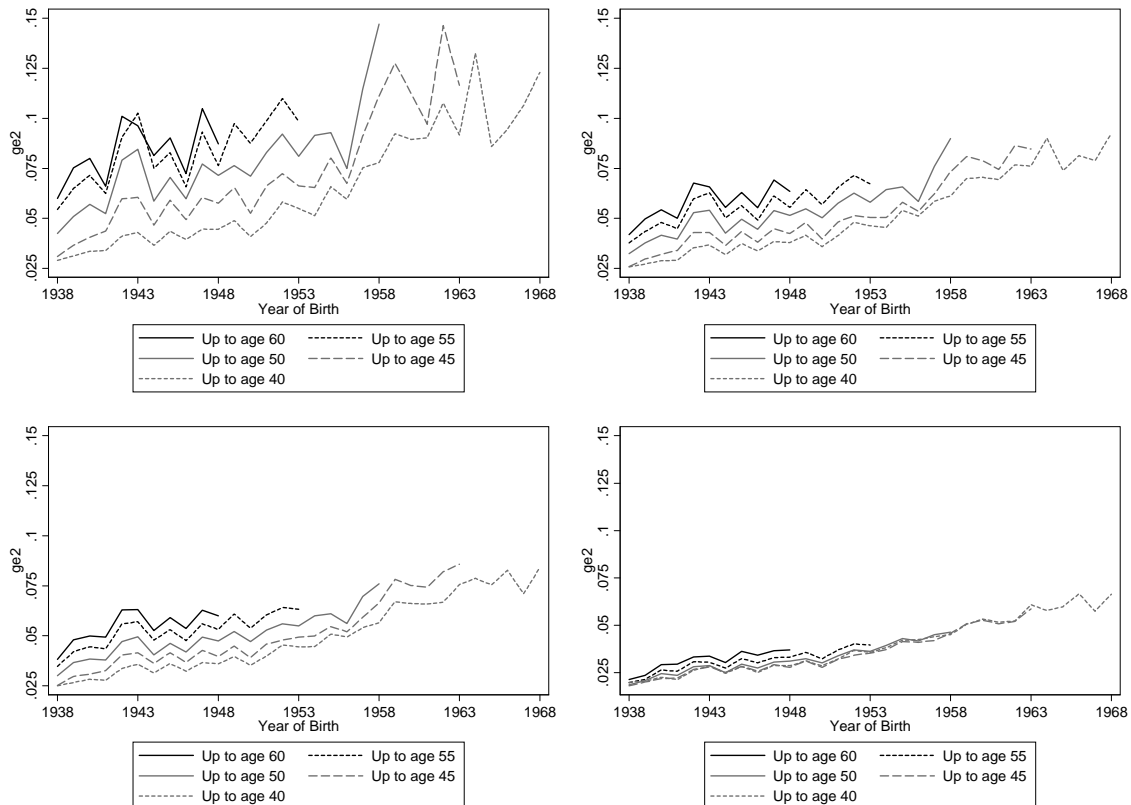 .15
.125
.1
.075
.05
.025
ge2
1938 1943 1948 1953 1958 1963 1968
Year of Birth
Up to age 60 Up to age 55
Up to age 50 Up to age 45
Up to age 40
.15
.125
.1
.075
.05
.025
ge2
1938 1943 1948 1953 1958 1963 1968
Year of Birth
Up to age 60 Up to age 55
Up to age 50 Up to age 45
Up to age 40
.15
.125
.1
.075
.05
.025
ge2
1938 1943 1948 1953 1958 1963 1968
Year of Birth
Up to age 60 Up to age 55
Up to age 50 Up to age 45
Up to age 40
.15
.125
.1
.075
.05
.025
ge2
1938 1943 1948 1953 1958 1963 1968
Year of Birth
Up to age 60 Up to age 55
Up to age 50 Up to age 45
Up to age 40